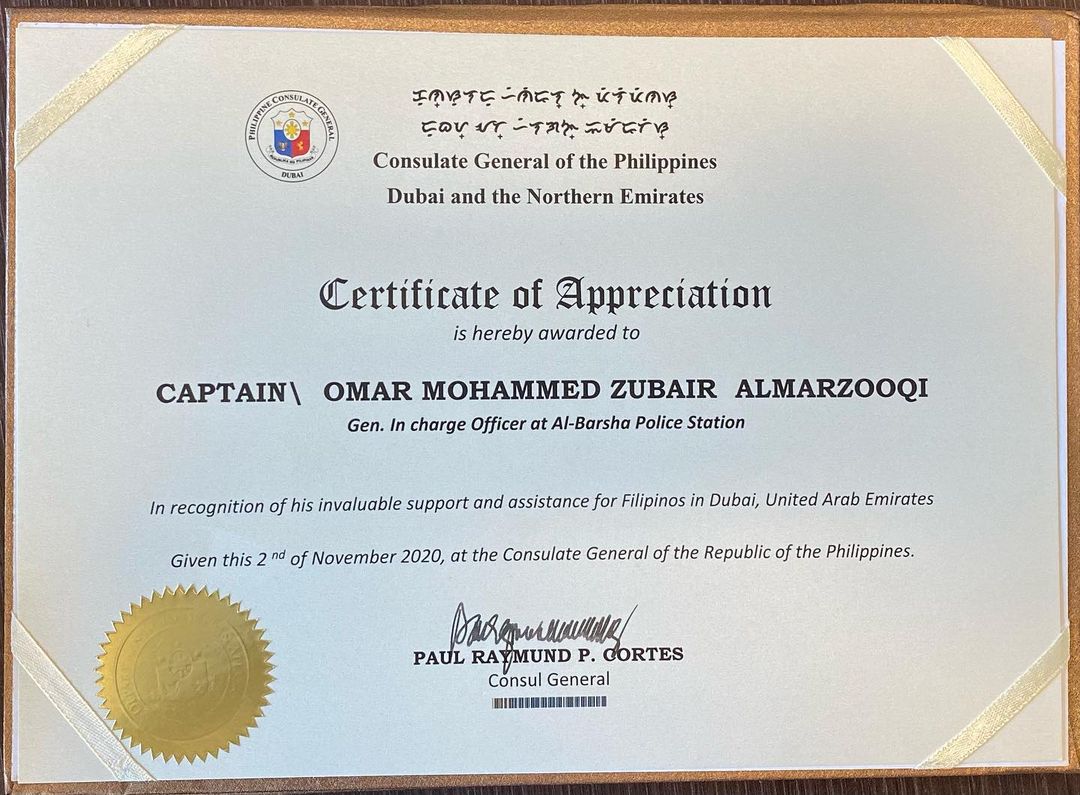 PHILIPPINE CONSULATE GENERAL
REPUBLIKA NG PILIPINAS
DUBAI
Consulate General of the Philippines
Dubai and the Northern Emirates
Certificate of Appreciation
is hereby awarded to
CAPTAIN\ OMAR MOHAMMED ZUBAIR ALMARZOOQI
Gen. In charge Officer at Al-Barsha Police Station
In recognition of his invaluable support and assistance for Filipinos in Dubai, United Arab Emirates
Given this 2 nd of November 2020, at the Consulate General of the Republic of the Philippines.
PAUL RAYMUND P. CORTES
Consul General